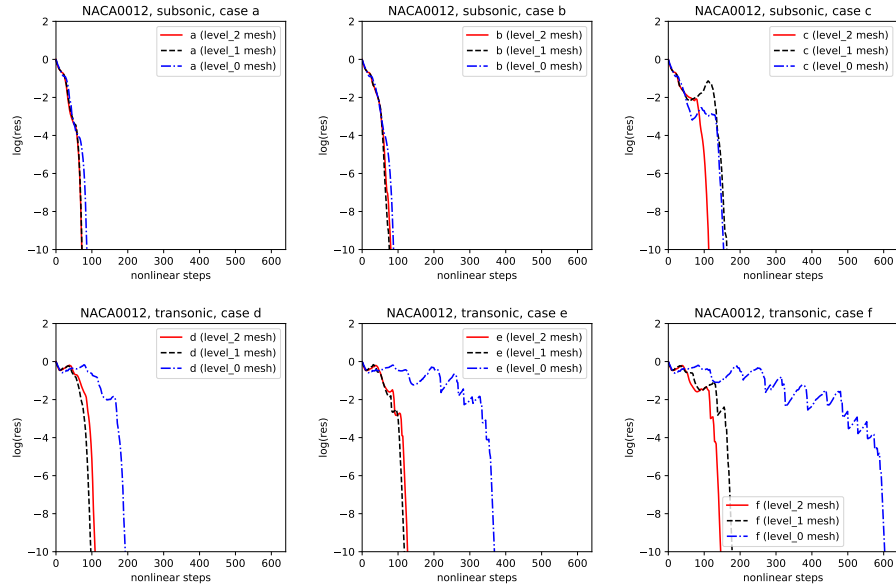 NACA0012, subsonic, case a
NACA0012, subsonic, case b
NACA0012, subsonic, case c
2
0
−2
−4
−6
−8
−10
log(res)
a (level_2 mesh)
a (level_1 mesh)
a (level_0 mesh)
0 100 200 300 400 500 600
nonlinear steps
2
0
−2
−4
−6
−8
−10
log(res)
b (level_2 mesh)
b (level_1 mesh)
b (level_0 mesh)
0 100 200 300 400 500 600
nonlinear steps
2
0
−2
−4
−6
−8
−10
log(res)
c (level_2 mesh)
c (level_1 mesh)
c (level_0 mesh)
0 100 200 300 400 500 600
nonlinear steps
NACA0012, transonic, case d
NACA0012, transonic, case e
NACA0012, transonic, case f
2
0
−2
−4
−6
−8
−10
log(res)
d (level_2 mesh)
d (level_1 mesh)
d (level_0 mesh)
0 100 200 300 400 500 600
nonlinear steps
2
0
−2
−4
−6
−8
−10
log(res)
e (level_2 mesh)
e (level_1 mesh)
e (level_0 mesh)
0 100 200 300 400 500 600
nonlinear steps
2
0
−2
−4
−6
−8
−10
log(res)
f (level_2 mesh)
f (level_1 mesh)
f (level_0 mesh)
0 100 200 300 400 500 600
nonlinear steps